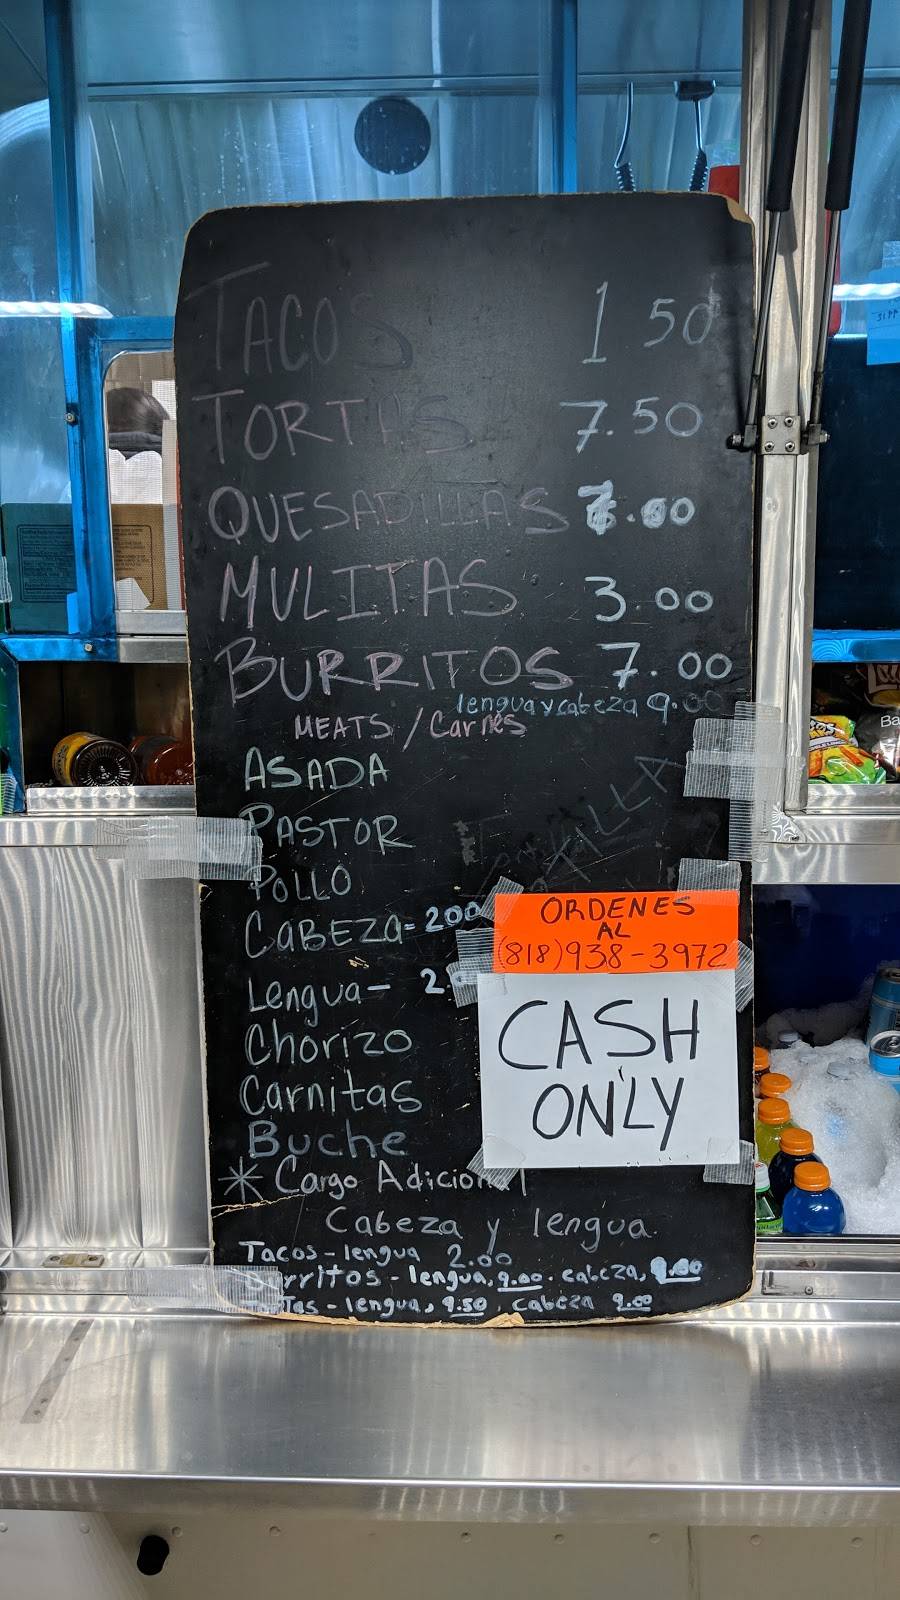 TACOS 1 50
TORTAS 7.50
QUESADILLAS 7.00
MULITAS 3.00
BURRITOS 7.00
lengua y cabeza 9.00
MEATS / Carnes
ASADA
PASTOR
POLLO
CABEZA = 200
Lengua - 2.
Chorizo
Carnitas
Buche
* Cargo Adicional
Cabeza y lengua
Tacos - lengua 2.00
Burritos - lengua, 9.00. cabeza, 9.00
Tortas - lengua, 9.50, cabeza 9.00
ORDENES
AL
(818)938-3972
CASH
ONLY